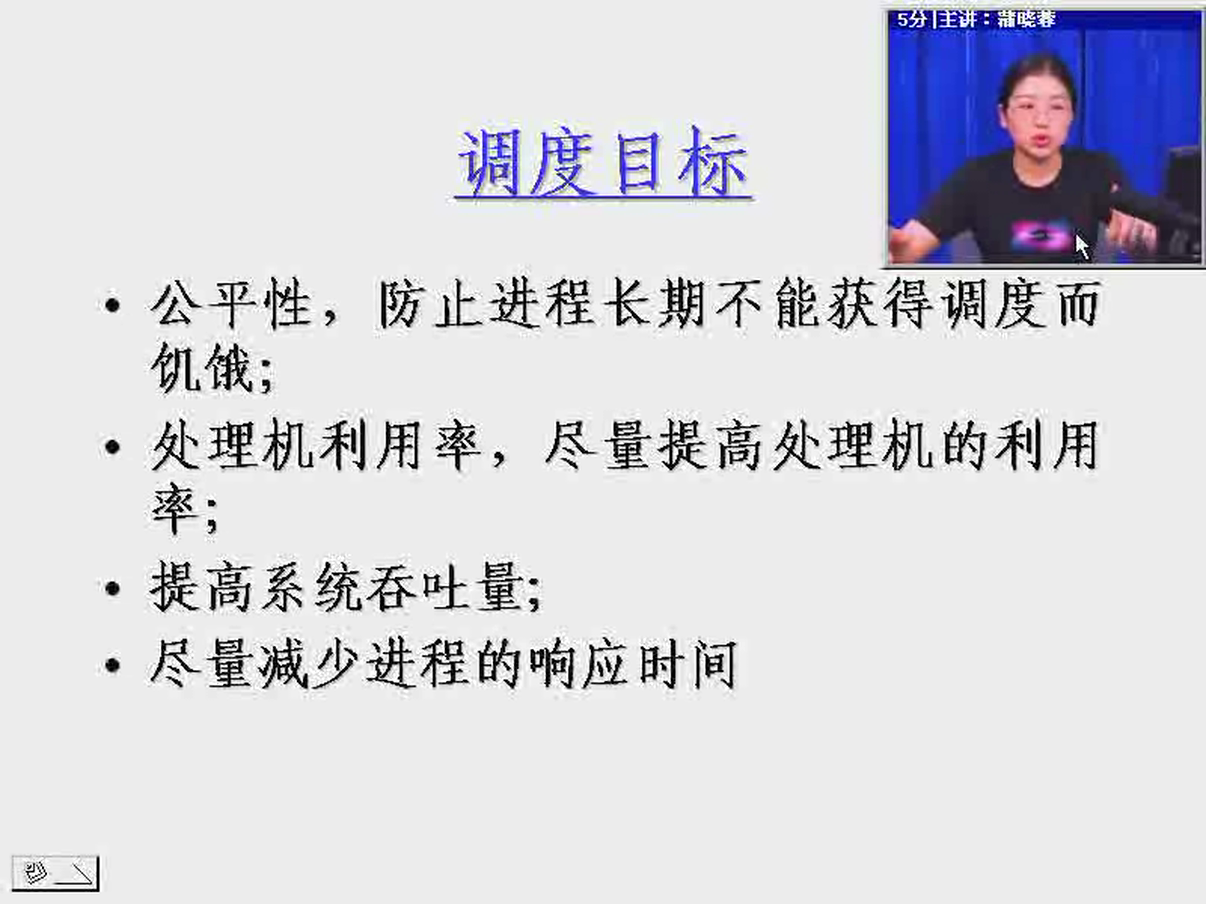 5分|主讲：蒲晓蓉
调度目标
• 公平性，防止进程长期不能获得调度而
饥饿;
• 处理机利用率，尽量提高处理机的利用
率;
• 提高系统吞吐量;
• 尽量减少进程的响应时间